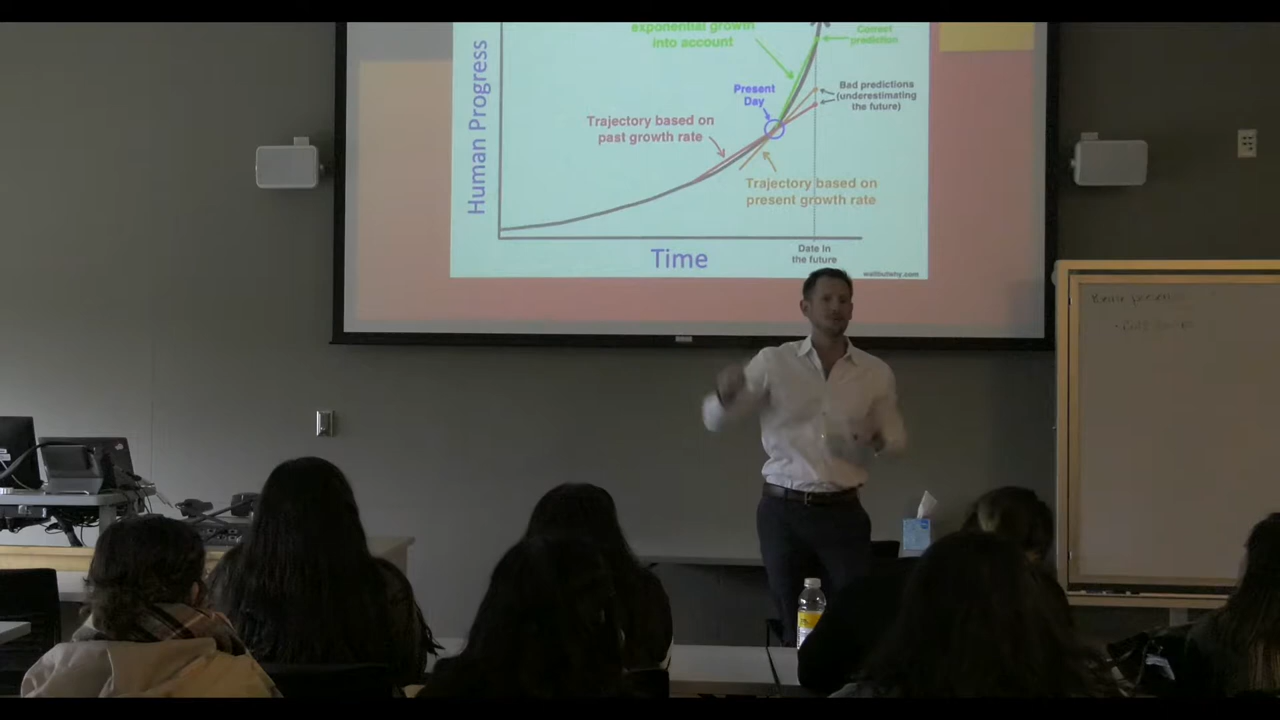 exponential growth
into account
Correct
prediction
Human Progress
Present
Day
Bad predictions
(underestimating
the future)
Trajectory based on
past growth rate
Trajectory based on
present growth rate
Time
Date In
the future
waitbutwhy.com